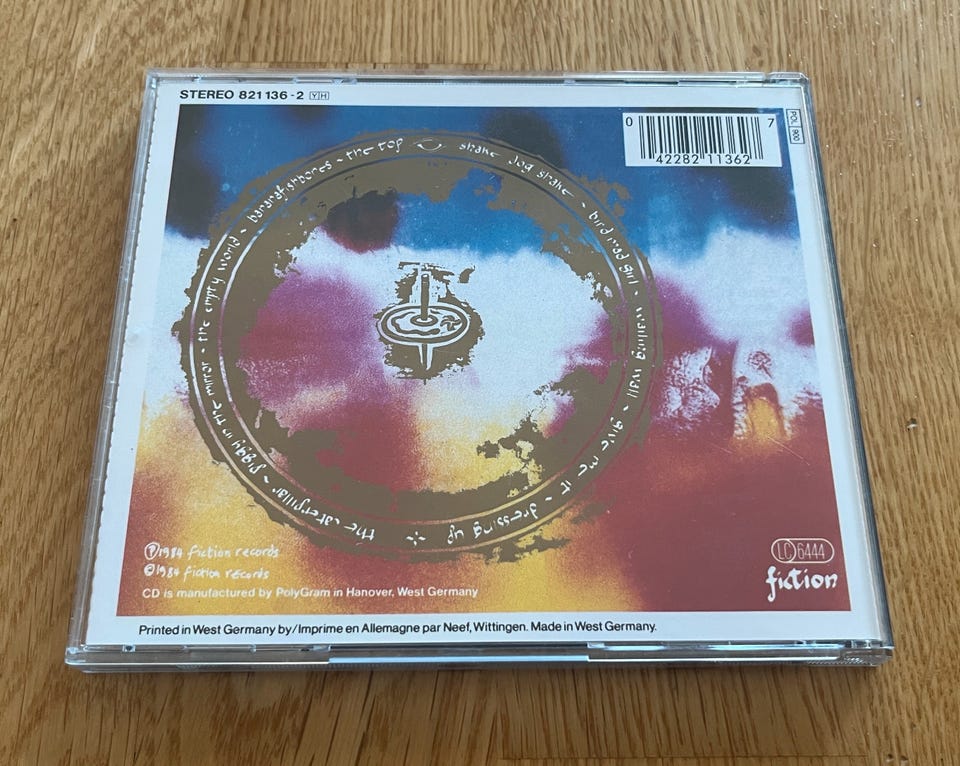 STEREO 821 136-2 YH
POL 900
0 42282 11362 7
shake dog shake ~ bird mad girl ~ wailing wall ~ give me it ~ dressing up
the caterpillar ~ piggy in the mirror ~ the empty world ~ bananafishbones ~ the top
℗1984 fiction records
©1984 fiction records
CD is manufactured by PolyGram in Hanover, West Germany
LC 6444
fiction
Printed in West Germany by/Imprime en Allemagne par Neef, Wittingen. Made in West Germany.